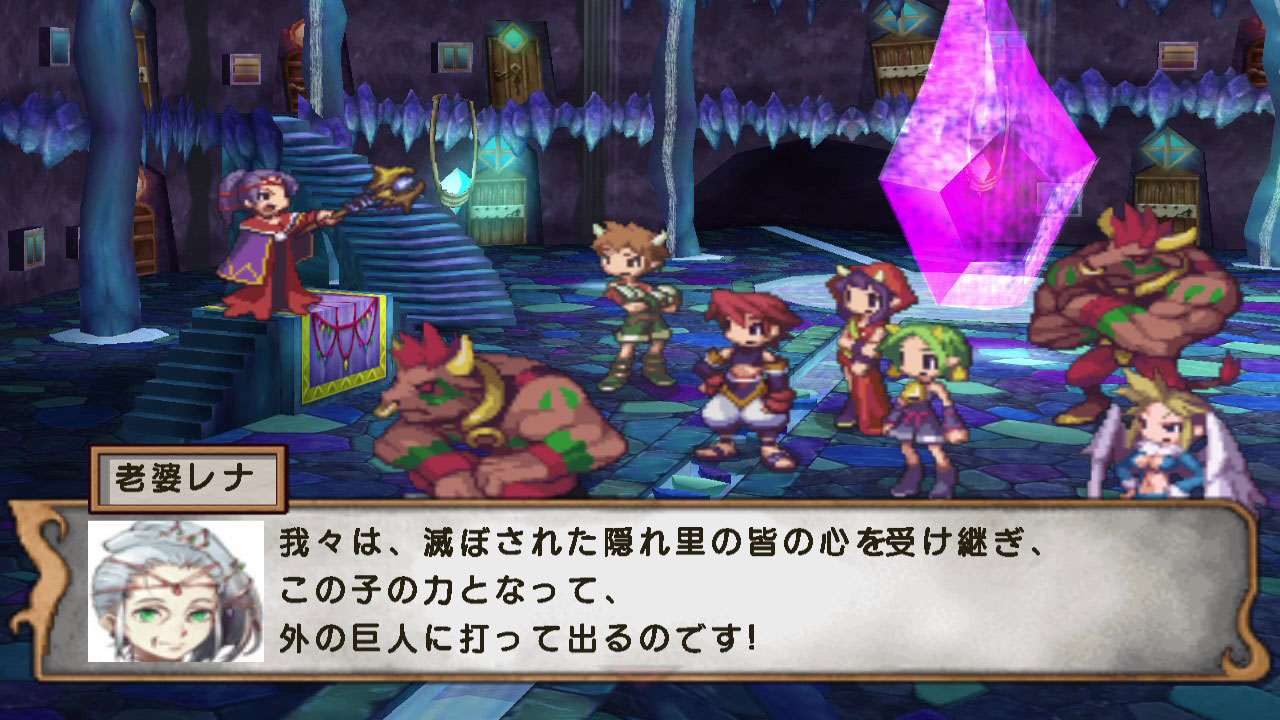 老婆レナ
我々は、滅ぼされた隠れ里の皆の心を受け継ぎ、
この子の力となって、
外の巨人に打って出るのです!